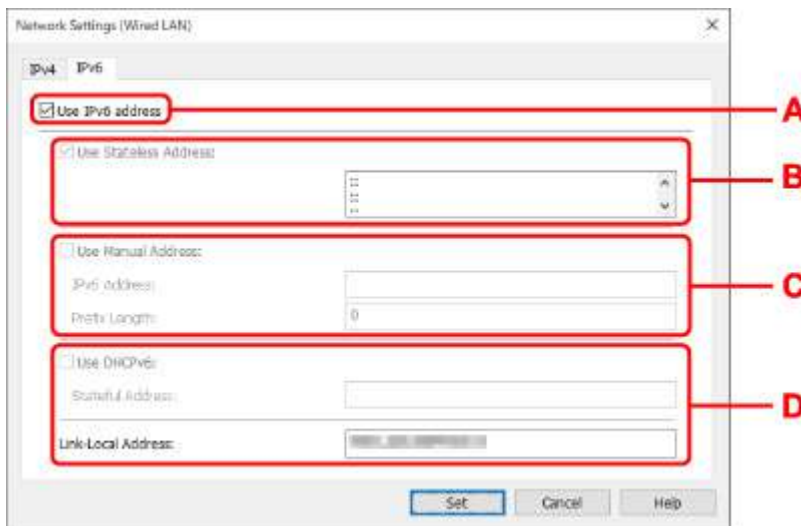 Network Settings (Wired LAN)
IPv4 IPv6
Use IPv6 address
A
Use Stateless Address:
::
::
::
B
Use Manual Address:
IPv6 Address:
C
Prefix Length: 0
Use DHCPv6:
Stateful Address:
D
Link-Local Address:
Set Cancel Help